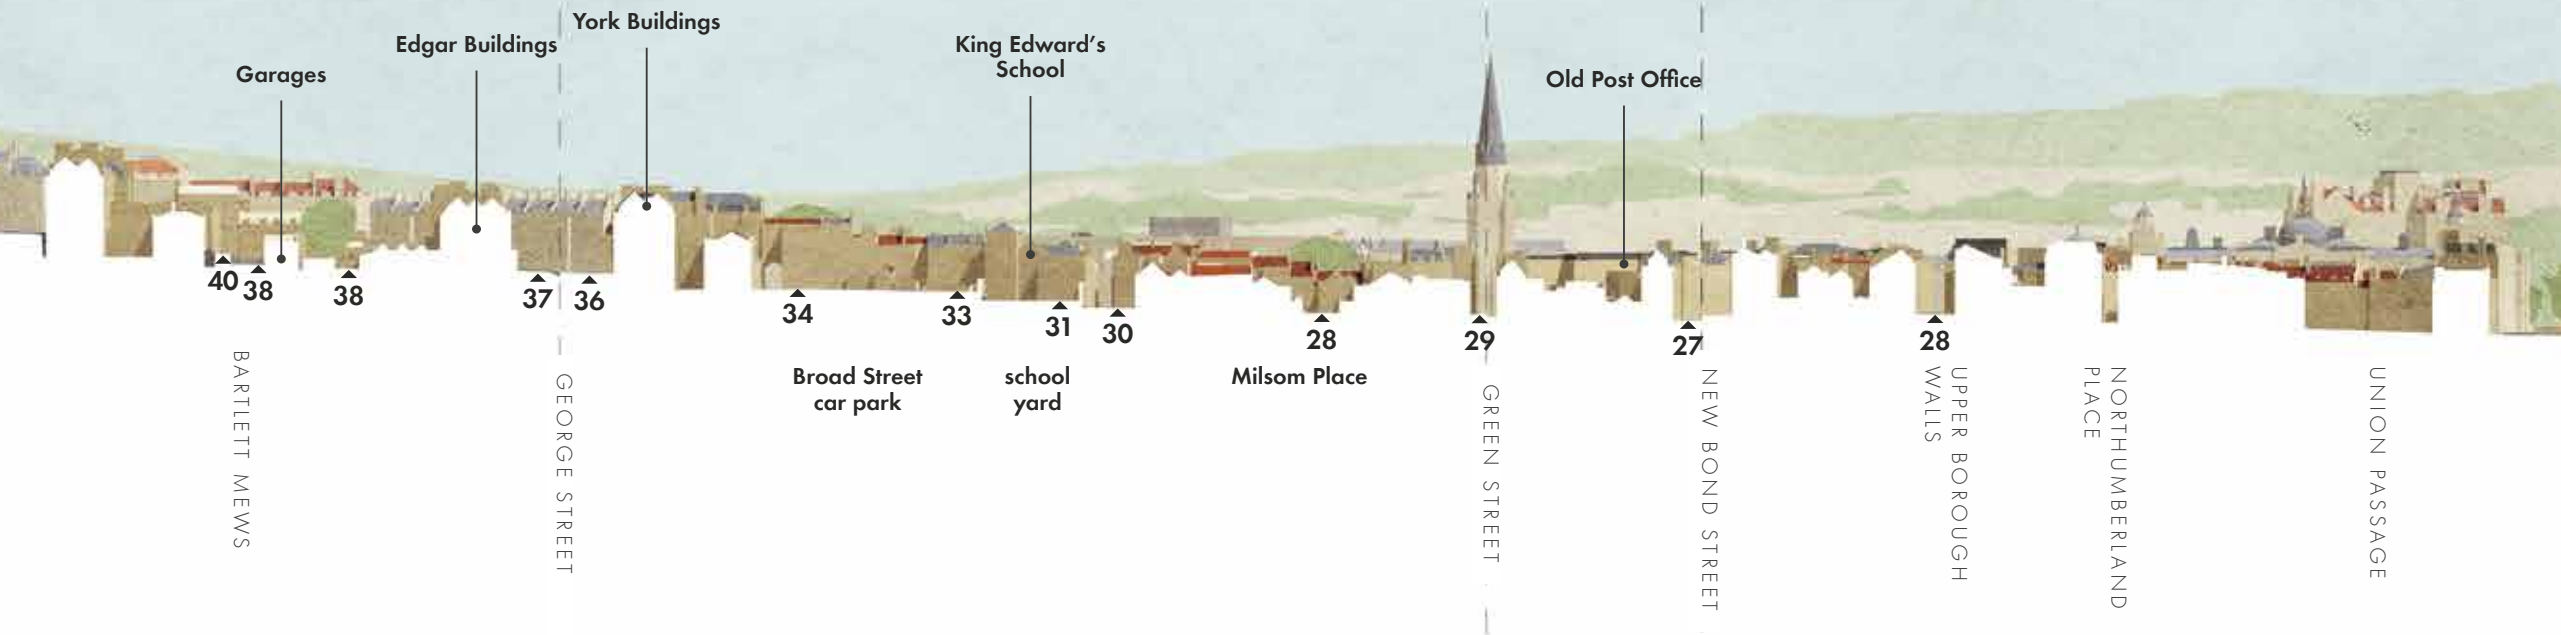 York Buildings
Edgar Buildings
King Edward's
School
Garages
Old Post Office
40
38
38
37
36
34
33
31
30
28
29
27
28
Broad Street
car park
school
yard
Milsom Place
BARTLETT MEWS
GEORGE STREET
GREEN STREET
NEW BOND STREET
UPPER BOROUGH
WALLS
NORTHUMBERLAND
PLACE
UNION PASSAGE